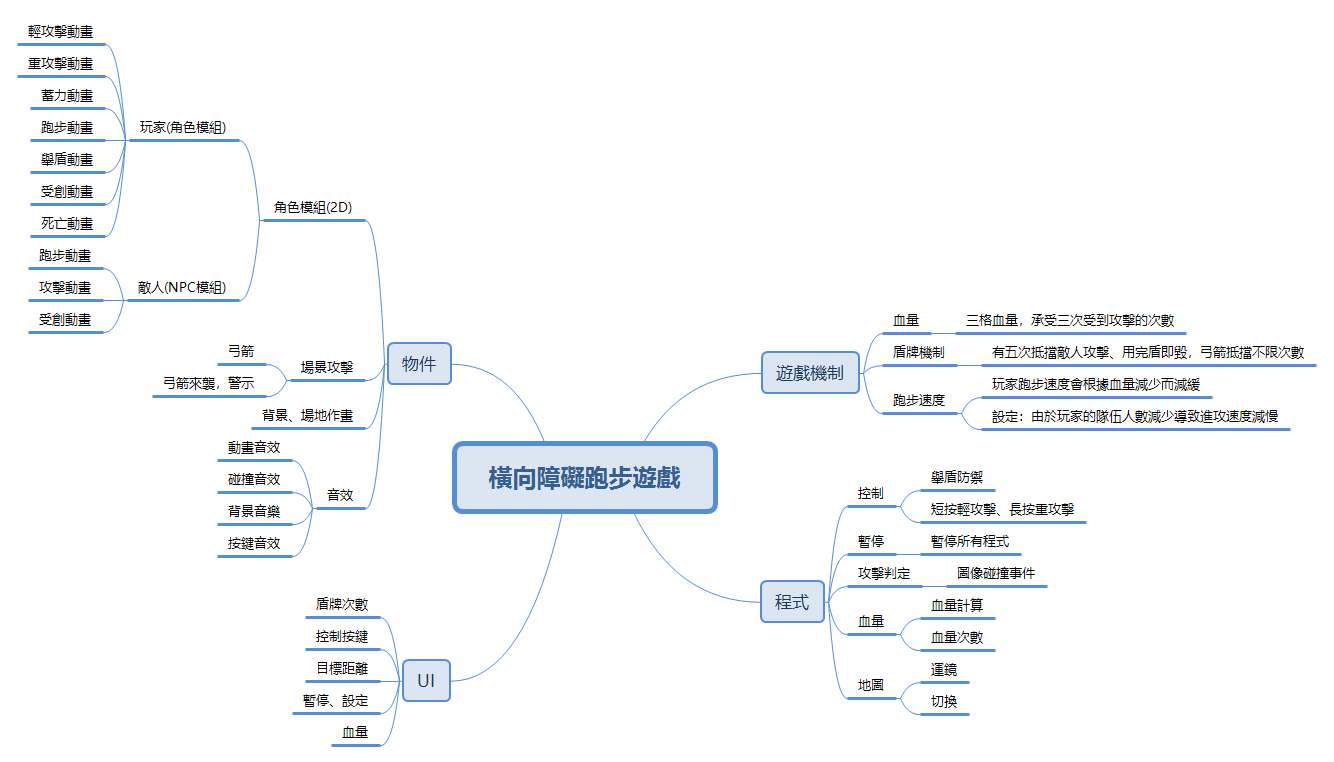 橫向障礙跑步遊戲
遊戲機制
血量
三格血量，承受三次受到攻擊的次數
盾牌機制
有五次抵擋敵人攻擊、用完盾即毀，弓箭抵擋不限次數
跑步速度
玩家跑步速度會根據血量減少而減緩
設定：由於玩家的隊伍人數減少導致進攻速度減慢
程式
控制
舉盾防禦
短按輕攻擊、長按重攻擊
暫停
暫停所有程式
攻擊判定
圖像碰撞事件
血量
血量計算
血量次數
地圖
運鏡
切換
物件
角色模組(2D)
玩家(角色模組)
輕攻擊動畫
重攻擊動畫
蓄力動畫
跑步動畫
舉盾動畫
受創動畫
死亡動畫
敵人(NPC模組)
跑步動畫
攻擊動畫
受創動畫
場景攻擊
弓箭
弓箭來襲，警示
背景、場地作畫
音效
動畫音效
碰撞音效
背景音樂
按鍵音效
UI
盾牌次數
控制按鍵
目標距離
暫停、設定
血量